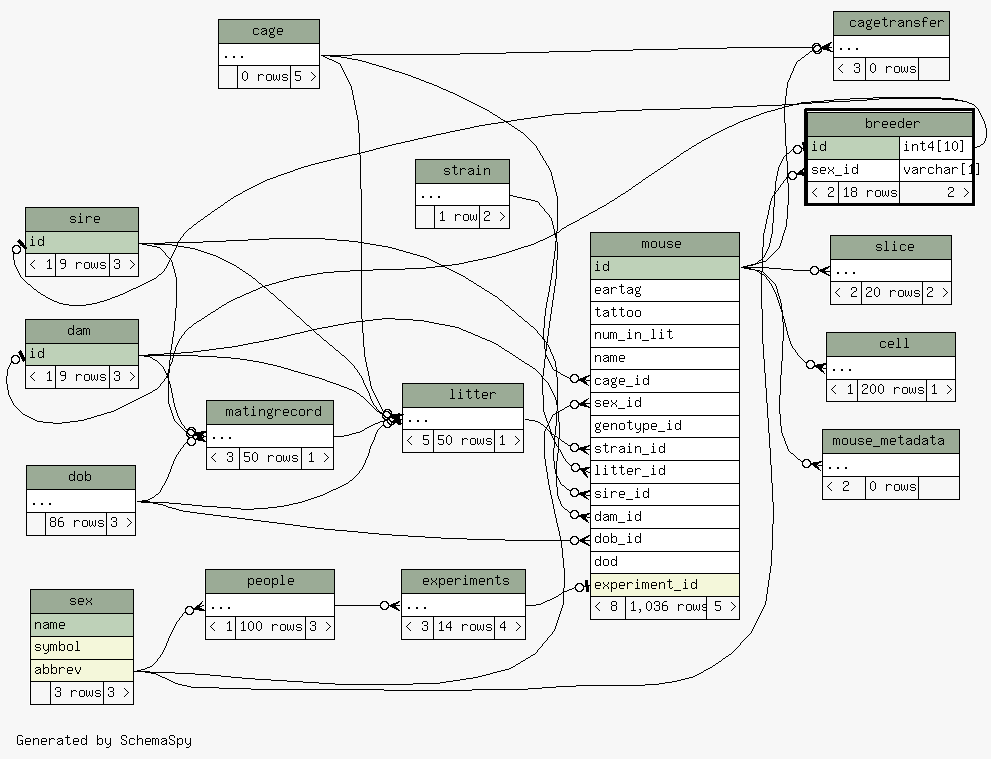 cage
...
0 rows 5 >
cagetransfer
...
< 3 0 rows
breeder
id int4[10]
sex_id varchar[1]
< 2 18 rows 2 >
strain
...
1 row 2 >
sire
id
< 1 9 rows 3 >
mouse
id
eartag
tattoo
num_in_lit
name
cage_id
sex_id
genotype_id
strain_id
litter_id
sire_id
dam_id
dob_id
dod
experiment_id
< 8 1,036 rows 5 >
slice
...
< 2 20 rows 2 >
dam
id
< 1 9 rows 3 >
cell
...
< 1 200 rows 1 >
matingrecord
...
< 3 50 rows 1 >
litter
...
< 5 50 rows 1 >
mouse_metadata
...
< 2 0 rows
dob
...
86 rows 3 >
people
...
< 1 100 rows 3 >
experiments
...
< 3 14 rows 4 >
sex
name
symbol
abbrev
3 rows 3 >
Generated by SchemaSpy